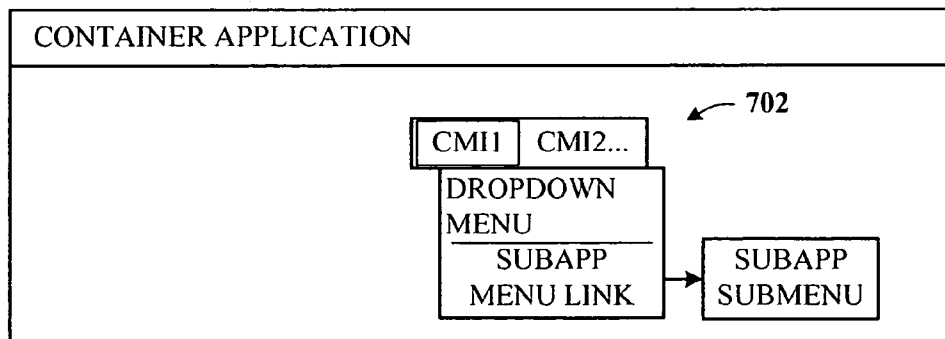 CONTAINER APPLICATION
702
CMI1 CMI2...
DROPDOWN
MENU
SUBAPP
MENU LINK
SUBAPP
SUBMENU